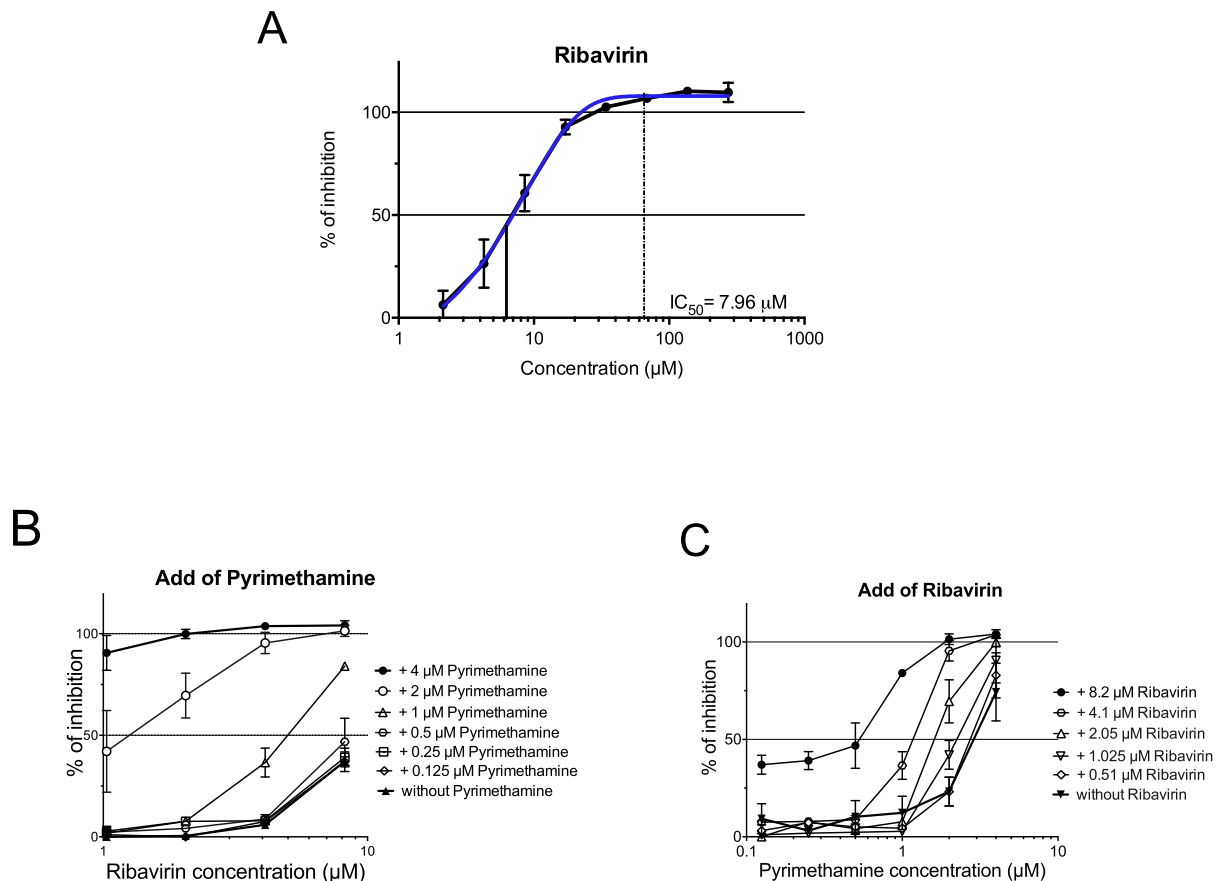 A
Ribavirin
% of inhibition
100
50
0
IC50= 7.96 µM
1
10
100
1000
Concentration (µM)
B
Add of Pyrimethamine
% of inhibition
100
50
0
1
10
Ribavirin concentration (µM)
+ 4 µM Pyrimethamine
+ 2 µM Pyrimethamine
+ 1 µM Pyrimethamine
+ 0.5 µM Pyrimethamine
+ 0.25 µM Pyrimethamine
+ 0.125 µM Pyrimethamine
without Pyrimethamine
C
Add of Ribavirin
% of inhibition
100
50
0
0.1
1
10
Pyrimethamine concentration (µM)
+ 8.2 µM Ribavirin
+ 4.1 µM Ribavirin
+ 2.05 µM Ribavirin
+ 1.025 µM Ribavirin
+ 0.51 µM Ribavirin
without Ribavirin